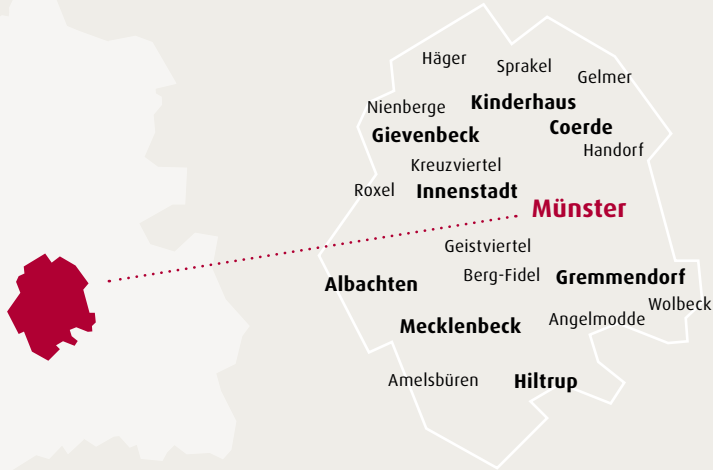 Häger
Sprakel
Gelmer
Nienberge
Kinderhaus
Gievenbeck
Coerde
Handorf
Kreuzviertel
Roxel
Innenstadt
Münster
Geistviertel
Berg-Fidel
Gremmendorf
Albachten
Wolbeck
Mecklenbeck
Angelmodde
Amelsbüren
Hiltrup